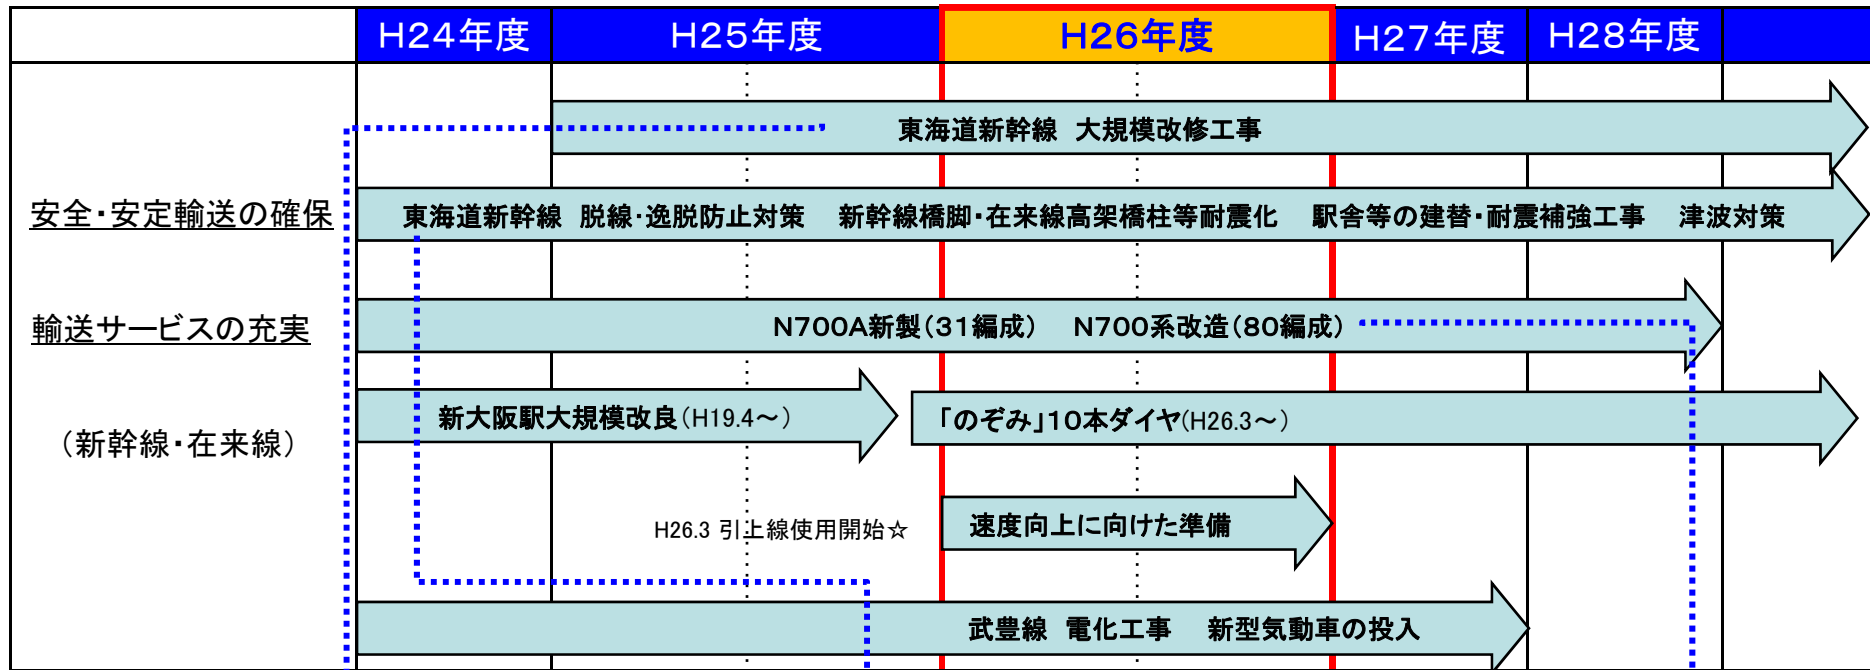 H24年度 H25年度 H26年度 H27年度 H28年度
東海道新幹線 大規模改修工事
安全・安定輸送の確保
東海道新幹線 脱線・逸脱防止対策 新幹線橋脚・在来線高架橋柱等耐震化 駅舎等の建替・耐震補強工事 津波対策
輸送サービスの充実
N700A新製(31編成) N700系改造(80編成)
新大阪駅大規模改良(H19.4～)
「のぞみ」10本ダイヤ(H26.3～)
(新幹線・在来線)
H26.3 引上線使用開始☆
速度向上に向けた準備
武豊線 電化工事 新型気動車の投入